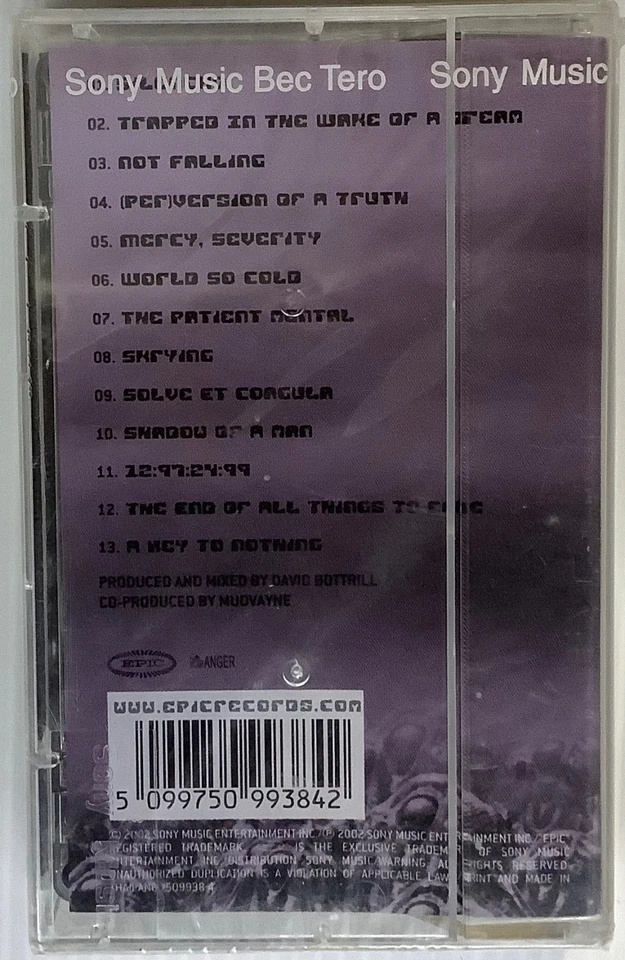 Sony Music Bec Tero Sony Music
02. TRAPPED IN THE WAKE OF A DREAM
03. NOT FALLING
04. (PER)VERSION OF A TRUTH
05. MERCY, SEVERITY
06. WORLD SO COLD
07. THE PATIENT MENTAL
08. SKRYING
09. SOLVE ET COAGULA
10. SHADOW OF A MAN
11. 12:97:24:99
12. THE END OF ALL THINGS TO COME
13. A KEY TO NOTHING
PRODUCED AND MIXED BY DAVID BOTTRILL
CO-PRODUCED BY MUDVAYNE
EPIC ANGER
WWW.EPICRECORDS.COM
5 099750 993842
© 2002 SONY MUSIC ENTERTAINMENT INC./℗ 2002 SONY MUSIC ENTERTAINMENT INC./"EPIC"
REGISTERED TRADEMARK. IS THE EXCLUSIVE TRADEMARK OF SONY MUSIC
ENTERTAINMENT INC./DISTRIBUTION SONY MUSIC/WARNING: ALL RIGHTS RESERVED.
UNAUTHORIZED DUPLICATION IS A VIOLATION OF APPLICABLE LAW/PRINT AND MADE IN
THAILAND. 509938 4